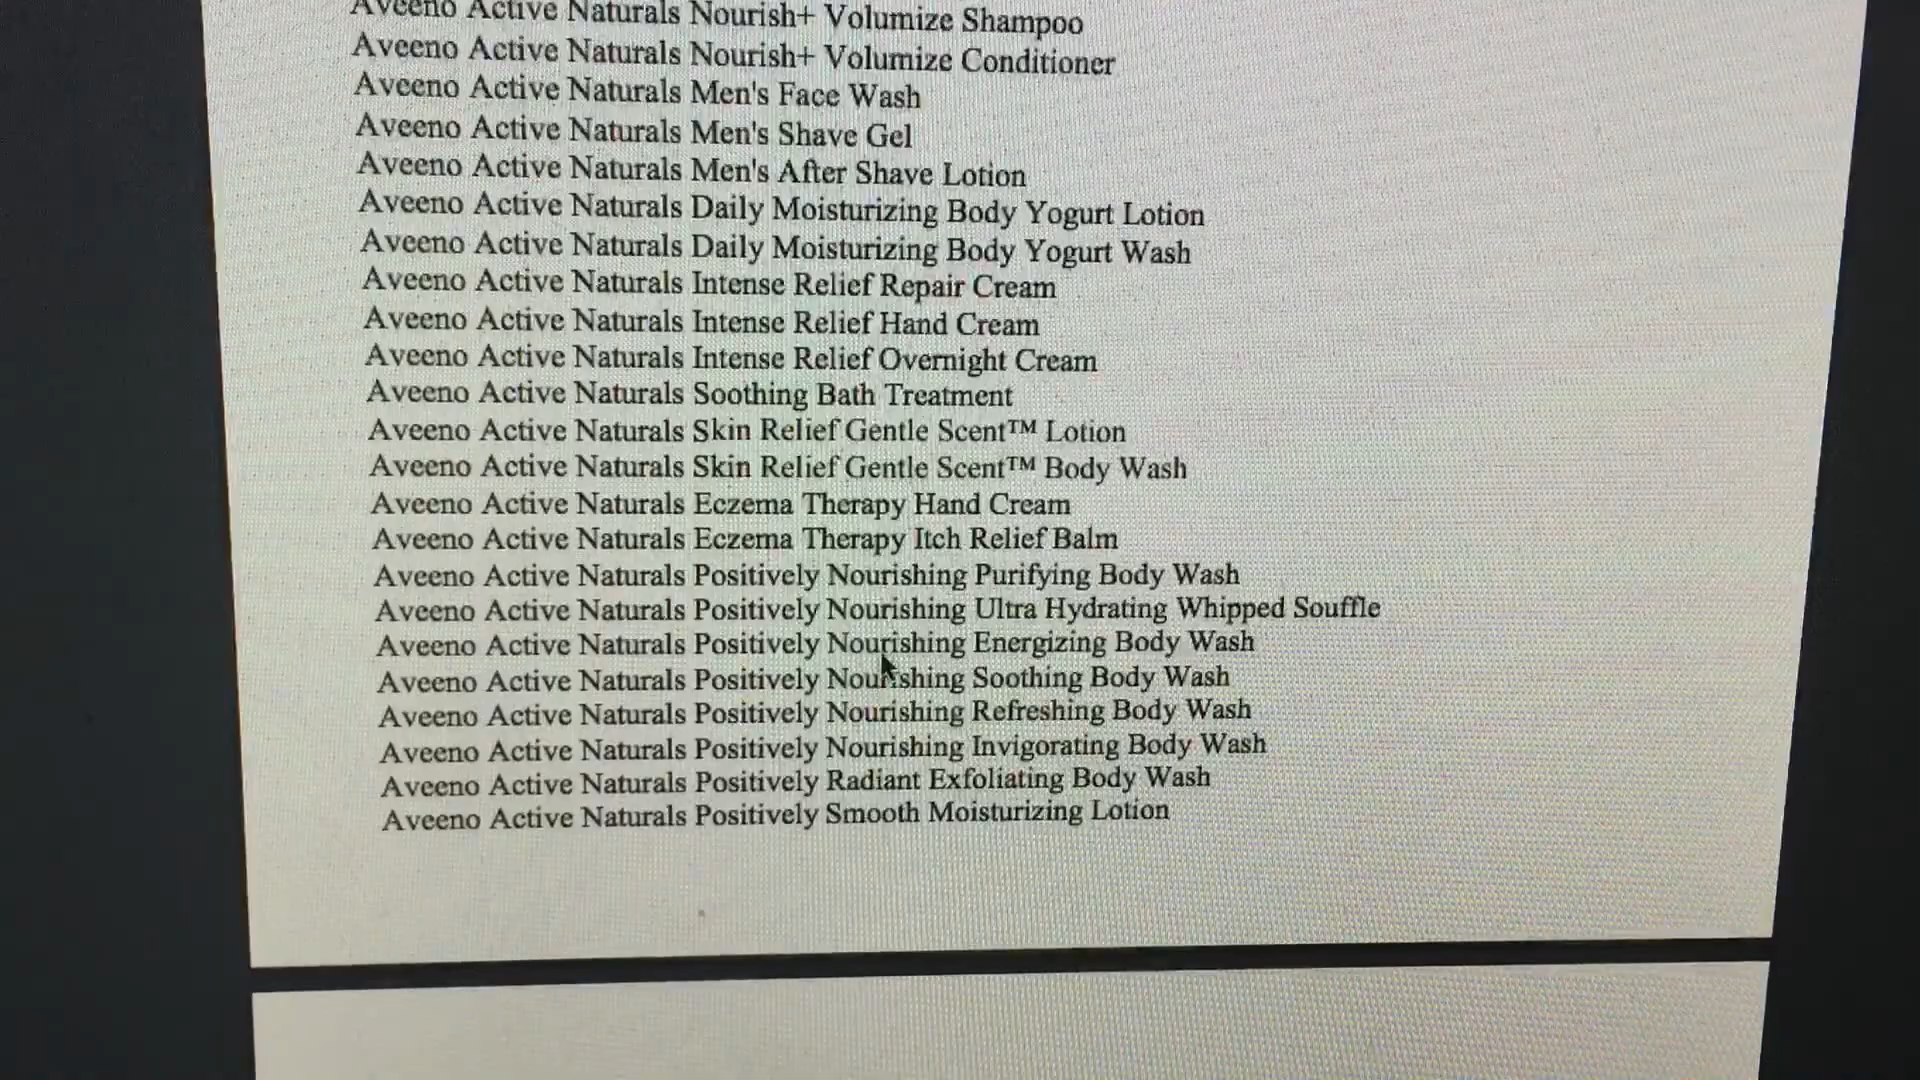 Aveeno Active Naturals Nourish+ Volumize Shampoo
Aveeno Active Naturals Nourish+ Volumize Conditioner
Aveeno Active Naturals Men's Face Wash
Aveeno Active Naturals Men's Shave Gel
Aveeno Active Naturals Men's After Shave Lotion
Aveeno Active Naturals Daily Moisturizing Body Yogurt Lotion
Aveeno Active Naturals Daily Moisturizing Body Yogurt Wash
Aveeno Active Naturals Intense Relief Repair Cream
Aveeno Active Naturals Intense Relief Hand Cream
Aveeno Active Naturals Intense Relief Overnight Cream
Aveeno Active Naturals Soothing Bath Treatment
Aveeno Active Naturals Skin Relief Gentle Scent™ Lotion
Aveeno Active Naturals Skin Relief Gentle Scent™ Body Wash
Aveeno Active Naturals Eczema Therapy Hand Cream
Aveeno Active Naturals Eczema Therapy Itch Relief Balm
Aveeno Active Naturals Positively Nourishing Purifying Body Wash
Aveeno Active Naturals Positively Nourishing Ultra Hydrating Whipped Souffle
Aveeno Active Naturals Positively Nourishing Energizing Body Wash
Aveeno Active Naturals Positively Nourishing Soothing Body Wash
Aveeno Active Naturals Positively Nourishing Refreshing Body Wash
Aveeno Active Naturals Positively Nourishing Invigorating Body Wash
Aveeno Active Naturals Positively Radiant Exfoliating Body Wash
Aveeno Active Naturals Positively Smooth Moisturizing Lotion